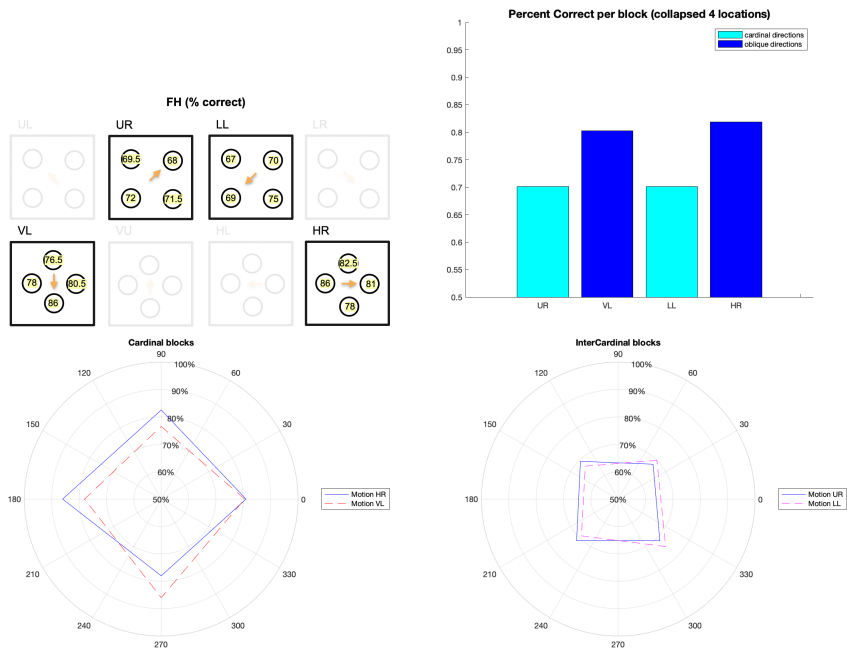 FH (% correct)
UL
UR
LL
LR
69.5
68
72
71.5
67
70
69
75
VL
VU
HL
HR
76.5
78
80.5
86
82.5
86
81
78
Percent Correct per block (collapsed 4 locations)
cardinal directions
oblique directions
1
0.95
0.9
0.85
0.8
0.75
0.7
0.65
0.6
0.55
0.5
UR
VL
LL
HR
Cardinal blocks
90
100%
120
60
90%
150
80%
30
70%
60%
180
50%
0
210
330
240
300
270
Motion HR
Motion VL
InterCardinal blocks
90
100%
120
60
90%
150
80%
30
70%
60%
180
50%
0
210
330
240
300
270
Motion UR
Motion LL